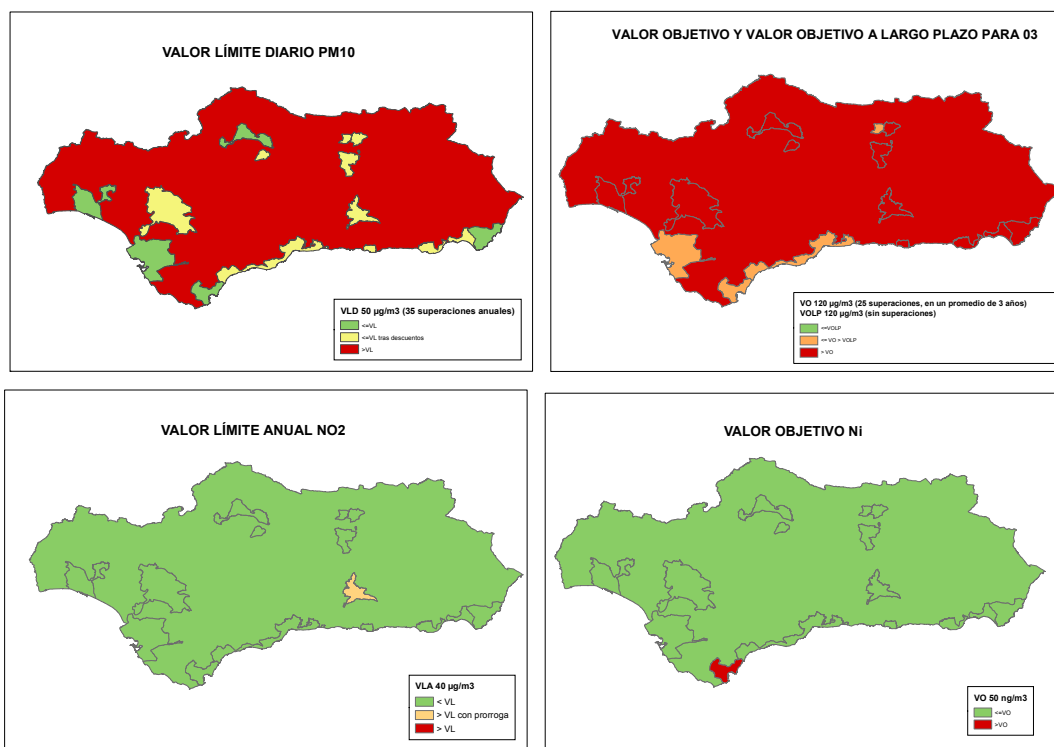 VALOR LÍMITE DIARIO PM10
VLD 50 µg/m3 (35 superaciones anuales)
<=VL
<=VL tras descuentos
>VL
VALOR OBJETIVO Y VALOR OBJETIVO A LARGO PLAZO PARA 03
VO 120 µg/m3 (25 superaciones, en un promedio de 3 años)
VOLP 120 µg/m3 (sin superaciones)
<=VOLP
<= VO > VOLP
> VO
VALOR LÍMITE ANUAL NO2
VLA 40 µg/m3
< VL
> VL con prorroga
> VL
VALOR OBJETIVO Ni
VO 50 ng/m3
<=VO
>VO